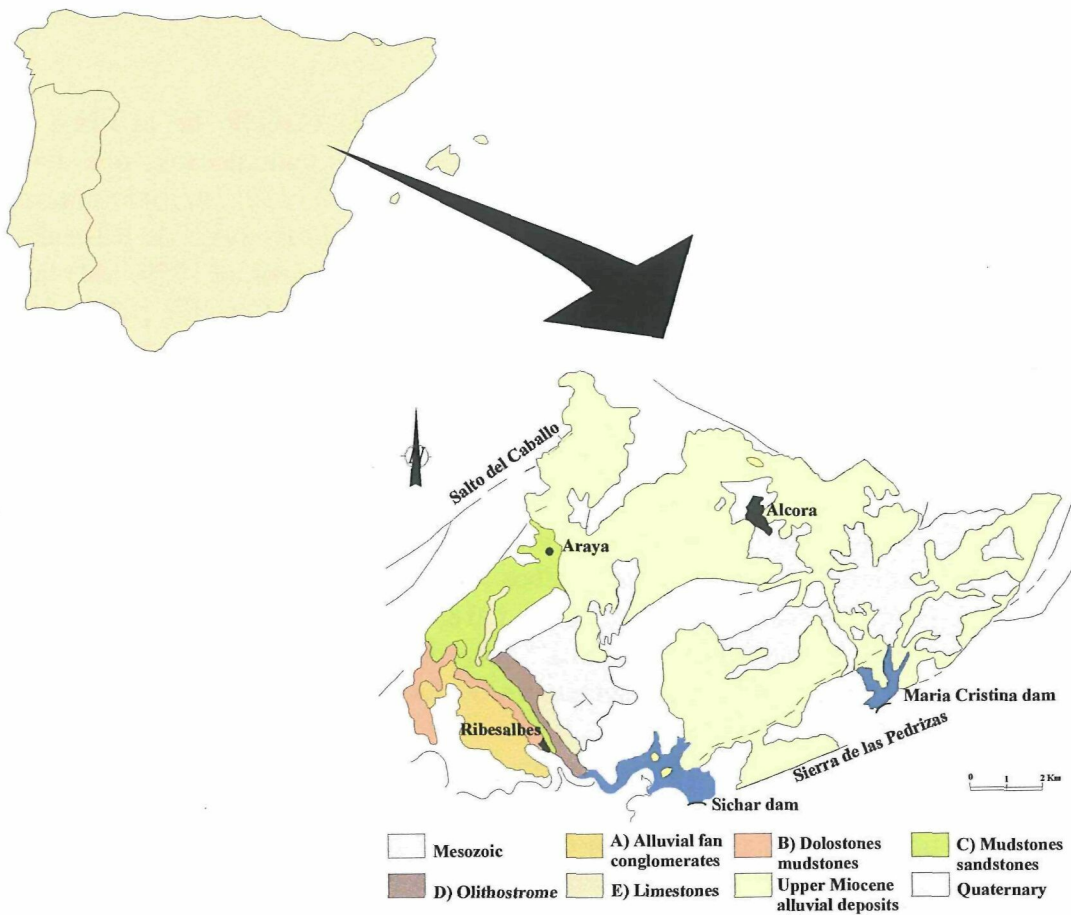 N
Salto del Caballo
Alcora
Araya
Maria Cristina dam
Ribesalbes
Sierra de las Pedrizas
0 1 2 Km
Sichar dam
Mesozoic
A) Alluvial fan
conglomerates
B) Dolostones
mudstones
C) Mudstones
sandstones
D) Olithostrome
E) Limestones
Upper Miocene
alluvial deposits
Quaternary